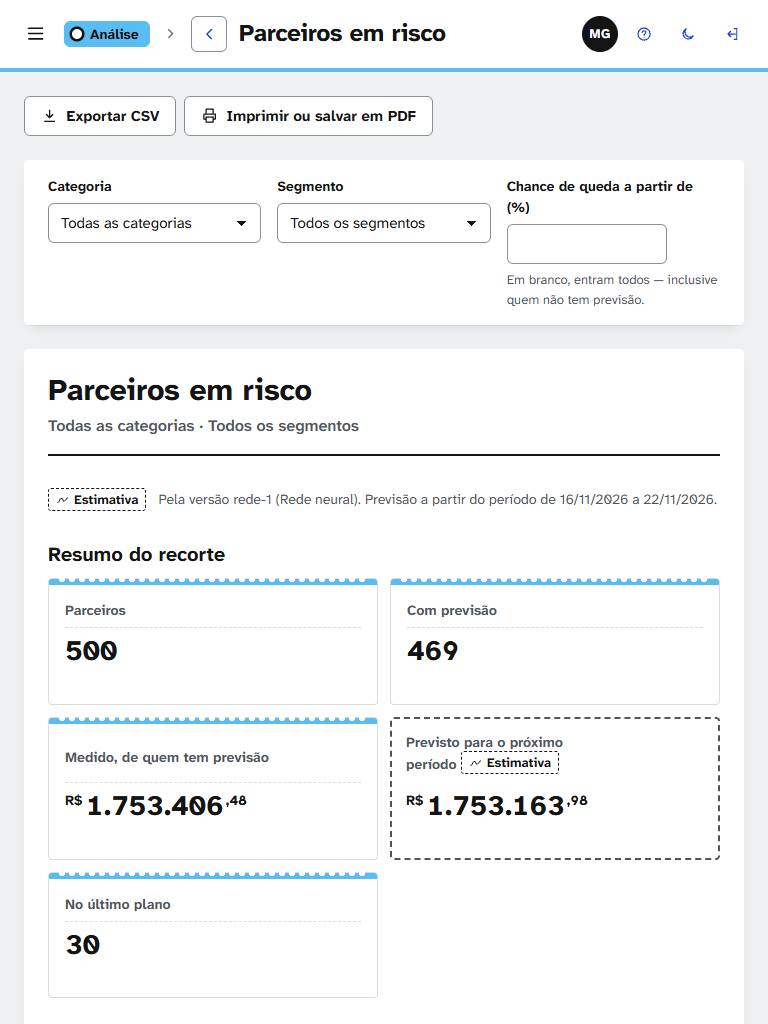 Análise
Parceiros em risco
MG
Exportar CSV
Imprimir ou salvar em PDF
Categoria
Todas as categorias
Segmento
Todos os segmentos
Chance de queda a partir de
(%)
Em branco, entram todos — inclusive
quem não tem previsão.
Parceiros em risco
Todas as categorias · Todos os segmentos
Estimativa Pela versão rede-1 (Rede neural). Previsão a partir do período de 16/11/2026 a 22/11/2026.
Resumo do recorte
Parceiros
500
Com previsão
469
Medido, de quem tem previsão
R$ 1.753.406,48
Previsto para o próximo
período Estimativa
R$ 1.753.163,98
No último plano
30